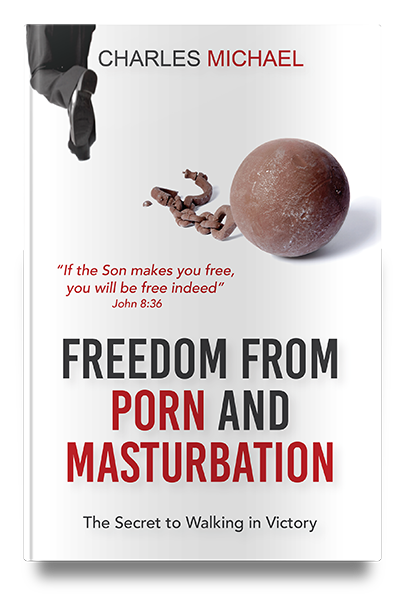 CHARLES MICHAEL
“If the Son makes you free,
you will be free indeed”
John 8:36
FREEDOM FROM
PORN AND
MASTURBATION
The Secret to Walking in Victory